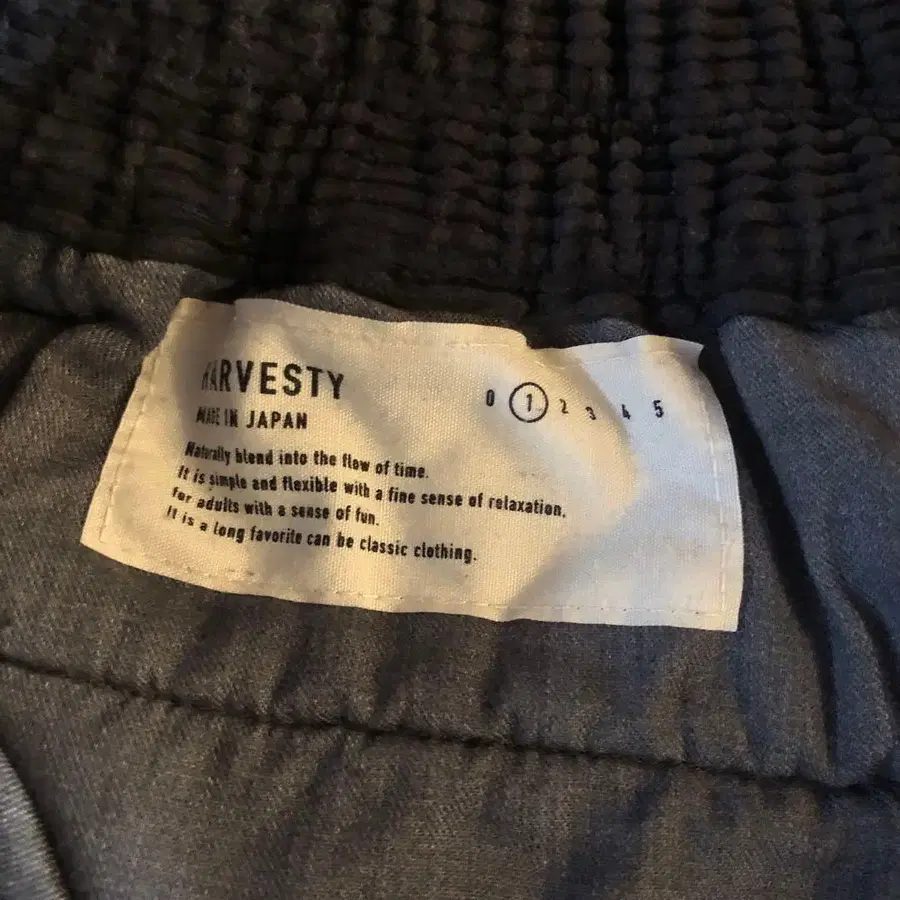 HARVESTY
MADE IN JAPAN
0 1 2 3 4 5
Naturally blend into the flow of time.
It is simple and flexible with a fine sense of relaxation.
for adults with a sense of fun.
It is a long favorite can be classic clothing.